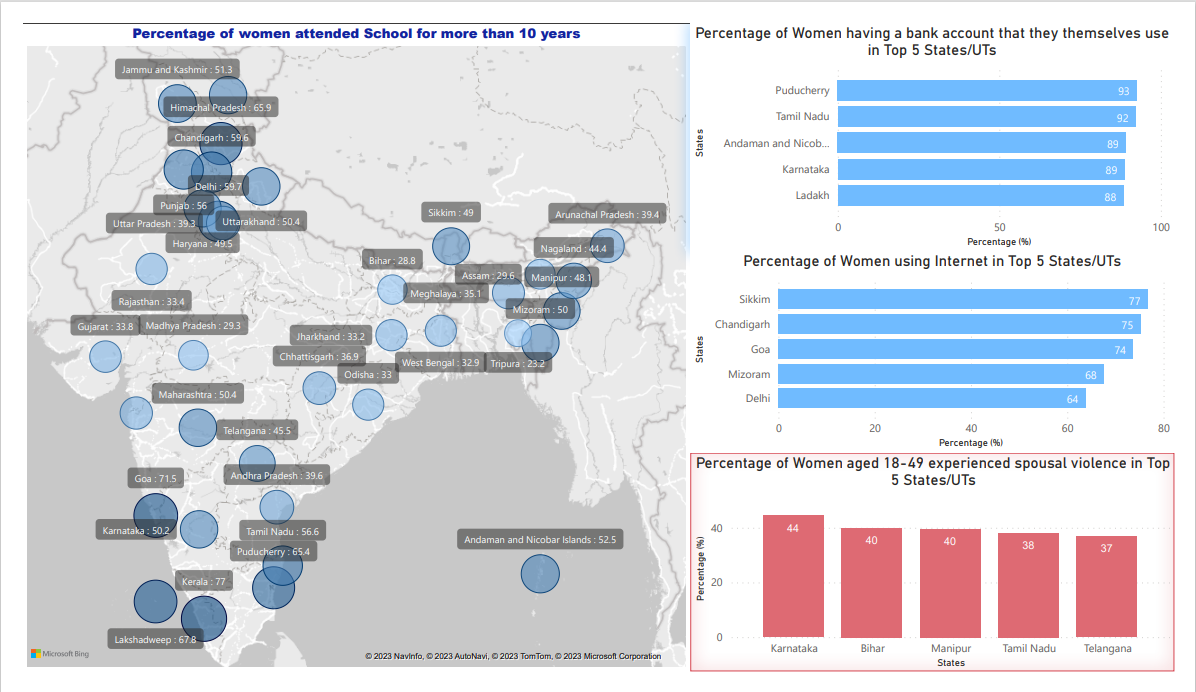 Percentage of women attended School for more than 10 years
Jammu and Kashmir : 51.3
Himachal Pradesh : 65.9
Chandigarh : 59.6
Delhi : 59.7
Punjab : 56
Uttar Pradesh : 39.3
Uttarakhand : 50.4
Haryana : 49.5
Sikkim : 49
Arunachal Pradesh : 39.4
Nagaland : 44.4
Bihar : 28.8
Assam : 29.6
Manipur : 48.1
Meghalaya : 35.1
Rajasthan : 33.4
Mizoram : 50
Gujarat : 33.8
Madhya Pradesh : 29.3
Jharkhand : 33.2
Chhattisgarh : 36.9
West Bengal : 32.9
Tripura : 23.2
Odisha : 33
Maharashtra : 50.4
Telangana : 45.5
Goa : 71.5
Andhra Pradesh : 39.6
Karnataka : 50.2
Tamil Nadu : 56.6
Puducherry : 65.4
Andaman and Nicobar Islands : 52.5
Kerala : 77
Lakshadweep : 67.8
Microsoft Bing
© 2023 NavInfo, © 2023 AutoNavi, © 2023 TomTom, © 2023 Microsoft Corporation
Percentage of Women having a bank account that they themselves use
in Top 5 States/UTs
States
Puducherry 93
Tamil Nadu 92
Andaman and Nicob... 89
Karnataka 89
Ladakh 88
0 50 100
Percentage (%)
Percentage of Women using Internet in Top 5 States/UTs
States
Sikkim 77
Chandigarh 75
Goa 74
Mizoram 68
Delhi 64
0 20 40 60 80
Percentage (%)
Percentage of Women aged 18-49 experienced spousal violence in Top
5 States/UTs
Percentage (%)
40
20
0
44 40 40 38 37
Karnataka Bihar Manipur Tamil Nadu Telangana
States